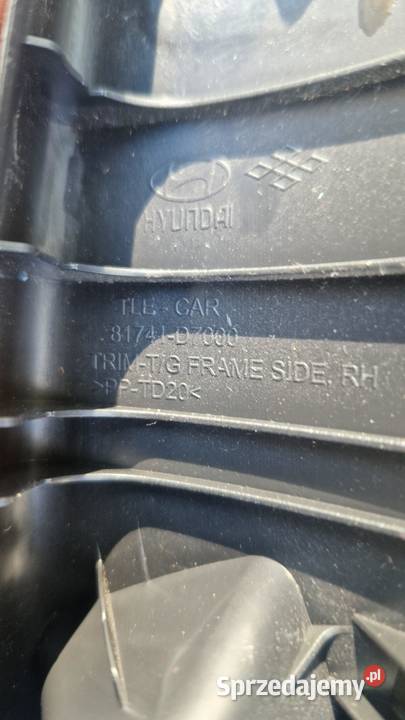 HYUNDAI
TLE - CAR
81741-D7000
TRIM-T/G FRAME SIDE, RH
>PP-TD20<
Sprzedajemy.pl